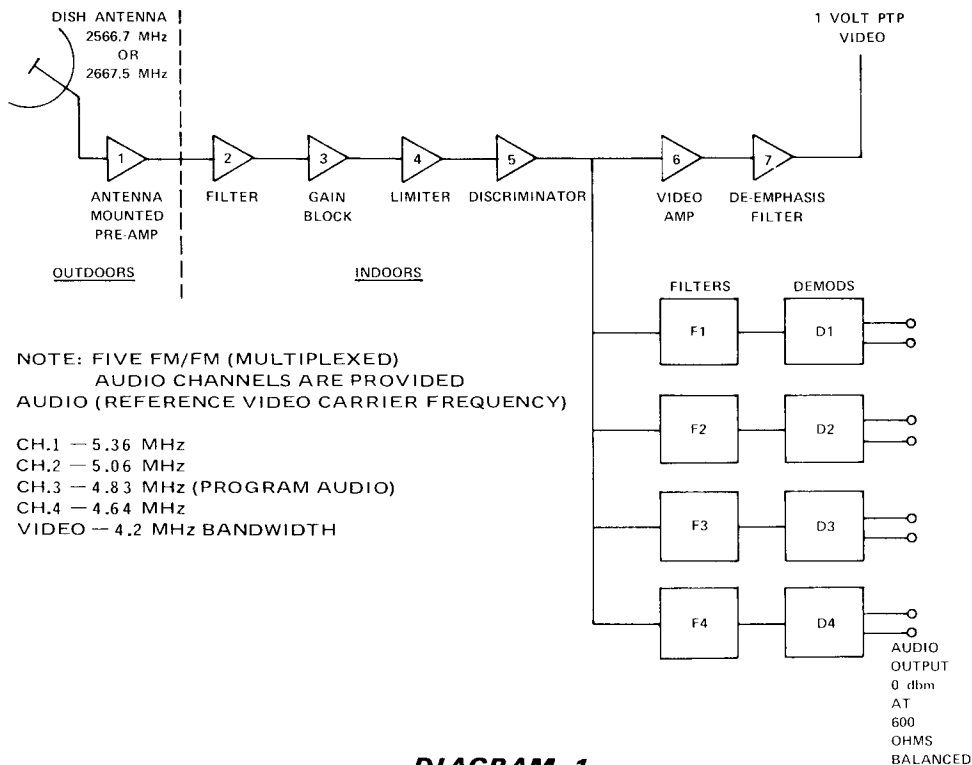 DISH ANTENNA
2566.7 MHz
OR
2667.5 MHz
1 VOLT PTP
VIDEO
1
2
3
4
5
6
7
ANTENNA
MOUNTED
PRE-AMP
FILTER
GAIN
BLOCK
LIMITER
DISCRIMINATOR
VIDEO
AMP
DE-EMPHASIS
FILTER
OUTDOORS
INDOORS
FILTERS
DEMODS
F1
D1
F2
D2
F3
D3
F4
D4
NOTE: FIVE FM/FM (MULTIPLEXED)
AUDIO CHANNELS ARE PROVIDED
AUDIO (REFERENCE VIDEO CARRIER FREQUENCY)
CH.1 — 5.36 MHz
CH.2 — 5.06 MHz
CH.3 — 4.83 MHz (PROGRAM AUDIO)
CH.4 — 4.64 MHz
VIDEO — 4.2 MHz BANDWIDTH
AUDIO
OUTPUT
0 dbm
AT
600
OHMS
BALANCED
DIAGRAM 1